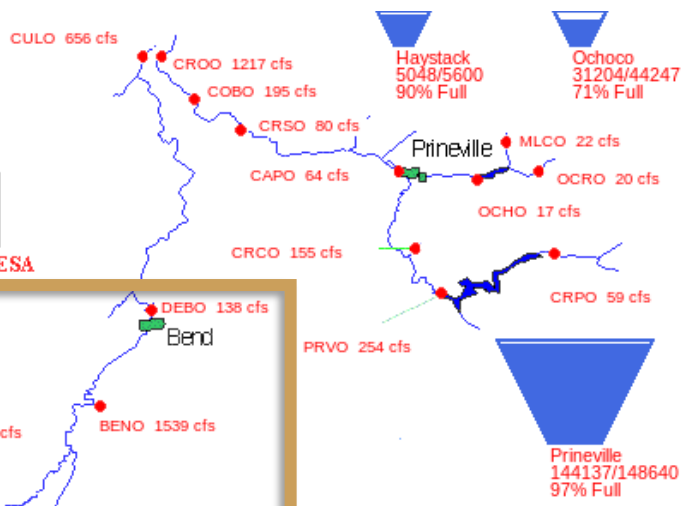 CULO 656 cfs
CROO 1217 cfs
COBO 195 cfs
CRSO 80 cfs
CAPO 64 cfs
Haystack
5048/5600
90% Full
Ochoco
31204/44247
71% Full
Prineville
MLCO 22 cfs
OCRO 20 cfs
OCHO 17 cfs
CRCO 155 cfs
CRPO 59 cfs
PRVO 254 cfs
ESA
DEBO 138 cfs
Bend
BENO 1539 cfs
cfs
Prineville
144137/148640
97% Full